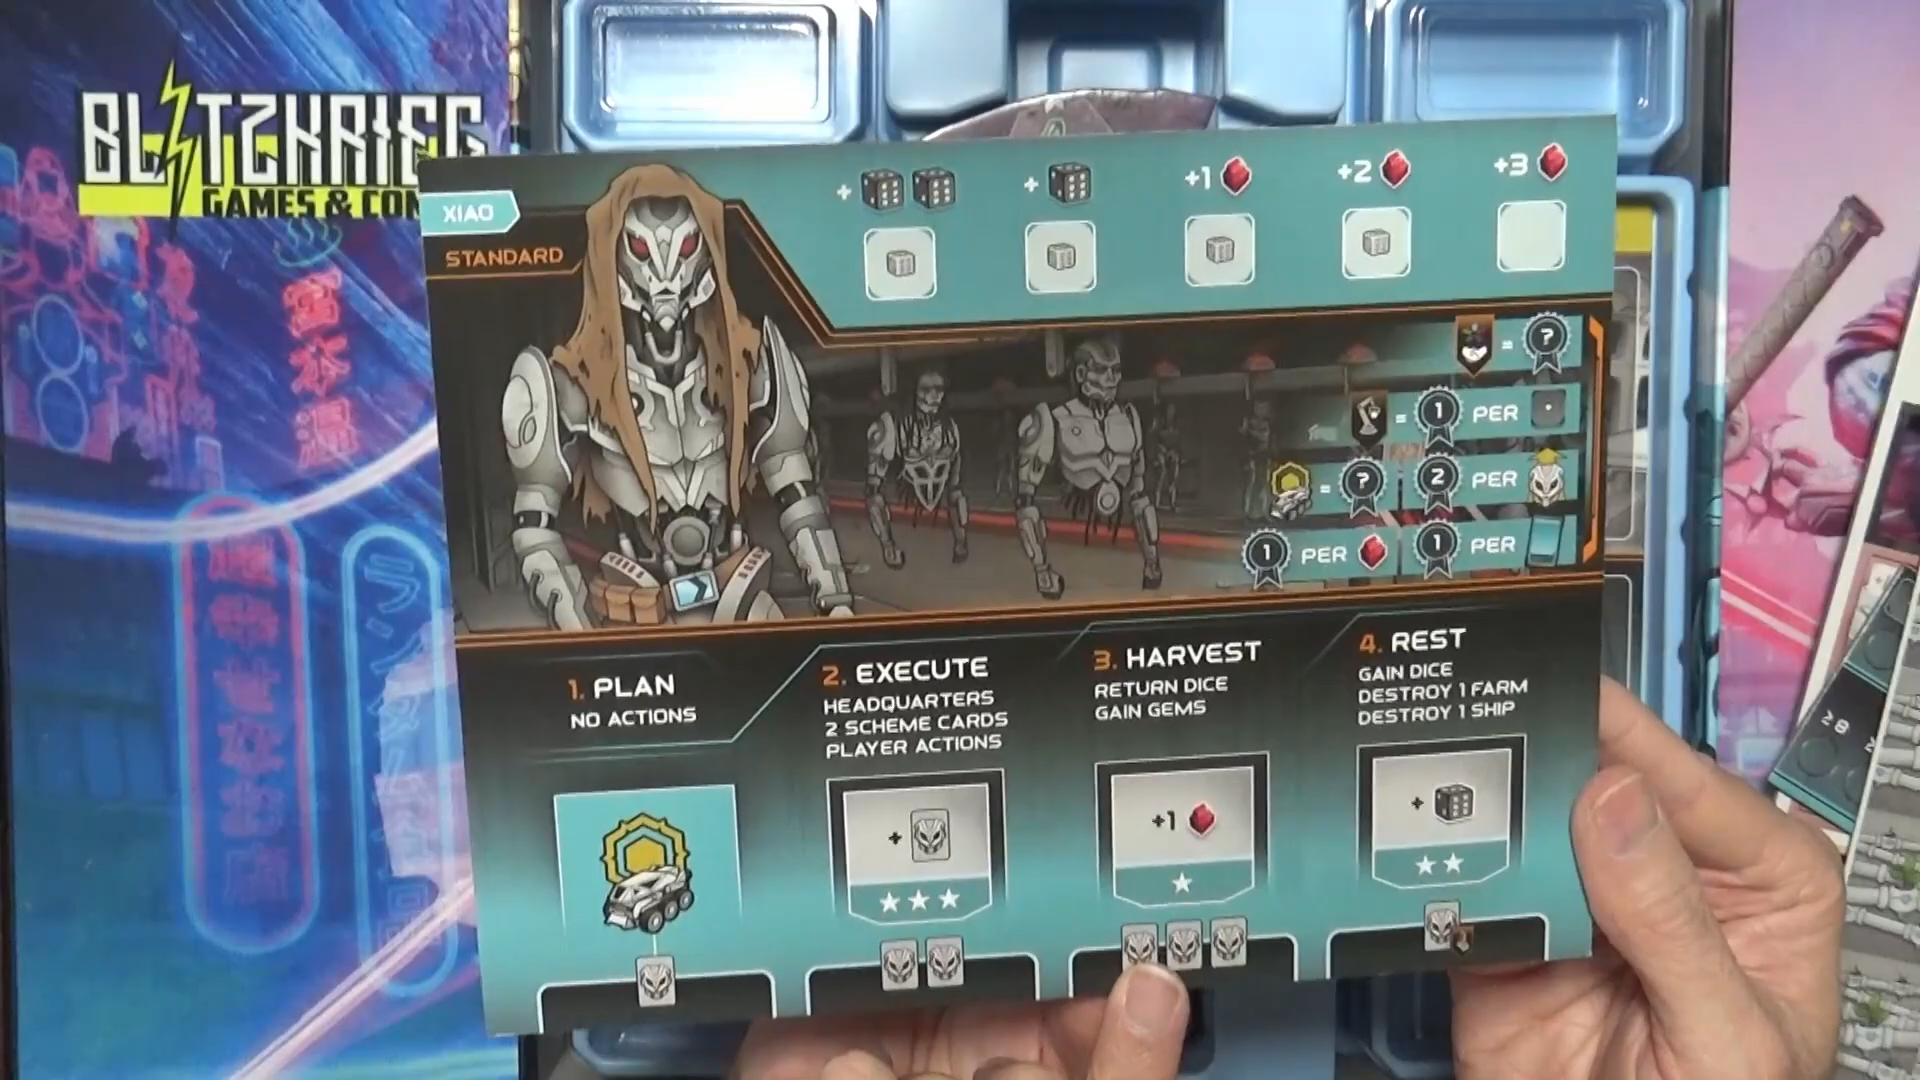 BLITZKRIEG
GAMES & CON
XIAO
STANDARD
+
+
+1
+2
+3
= ?
= 1 PER
= ? 2 PER
1 PER 1 PER
1. PLAN
NO ACTIONS
2. EXECUTE
HEADQUARTERS
2 SCHEME CARDS
PLAYER ACTIONS
3. HARVEST
RETURN DICE
GAIN GEMS
4. REST
GAIN DICE
DESTROY 1 FARM
DESTROY 1 SHIP
+
+1
+
≥8